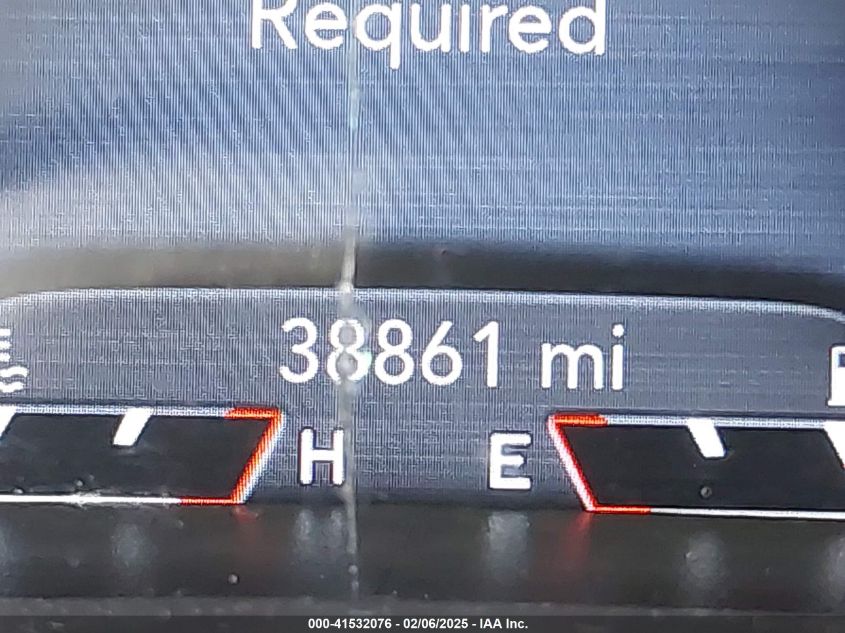 Required
38861 mi
H E
000-41532076 - 02/06/2025 - IAA Inc.